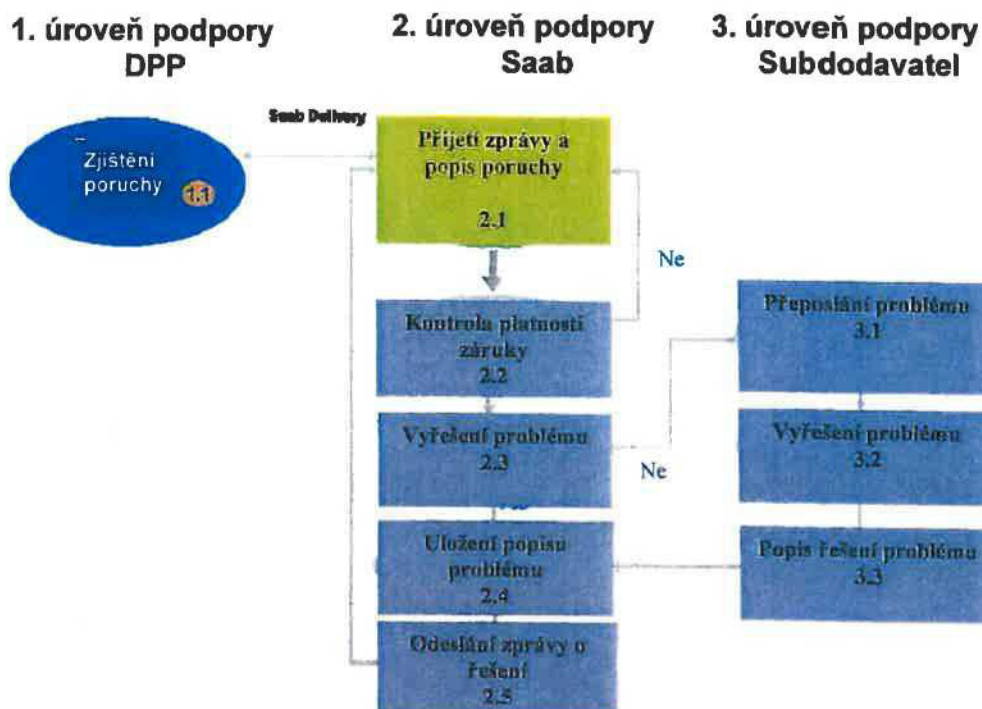 1. úroveň podpory
DPP
2. úroveň podpory
Saab
3. úroveň podpory
Subdodavatel
Saab Delivery
Zjištění
poruchy
1.1
Přijetí zprávy a
popis poruchy
2.1
Ne
Kontrola platnosti
záruky
2.2
Vyřešení problému
2.3
Ne
Uložení popisu
problému
2.4
Odeslání zprávy o
řešení
2.5
Přeposlání problému
3.1
Vyřešení problému
3.2
Popis řešení problému
3.3